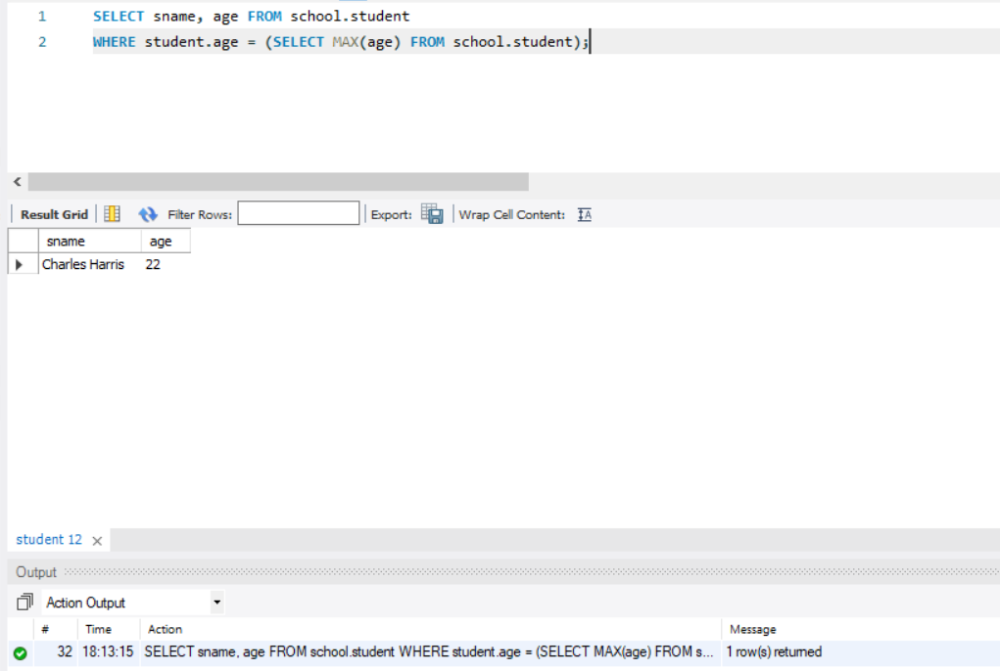 1 SELECT sname, age FROM school.student
2 WHERE student.age = (SELECT MAX(age) FROM school.student);
Result Grid Filter Rows: Export: Wrap Cell Content: IA
sname age
Charles Harris 22
student 12 ×
Output
Action Output
# Time Action Message
32 18:13:15 SELECT sname, age FROM school.student WHERE student.age = (SELECT MAX(age) FROM s... 1 row(s) returned